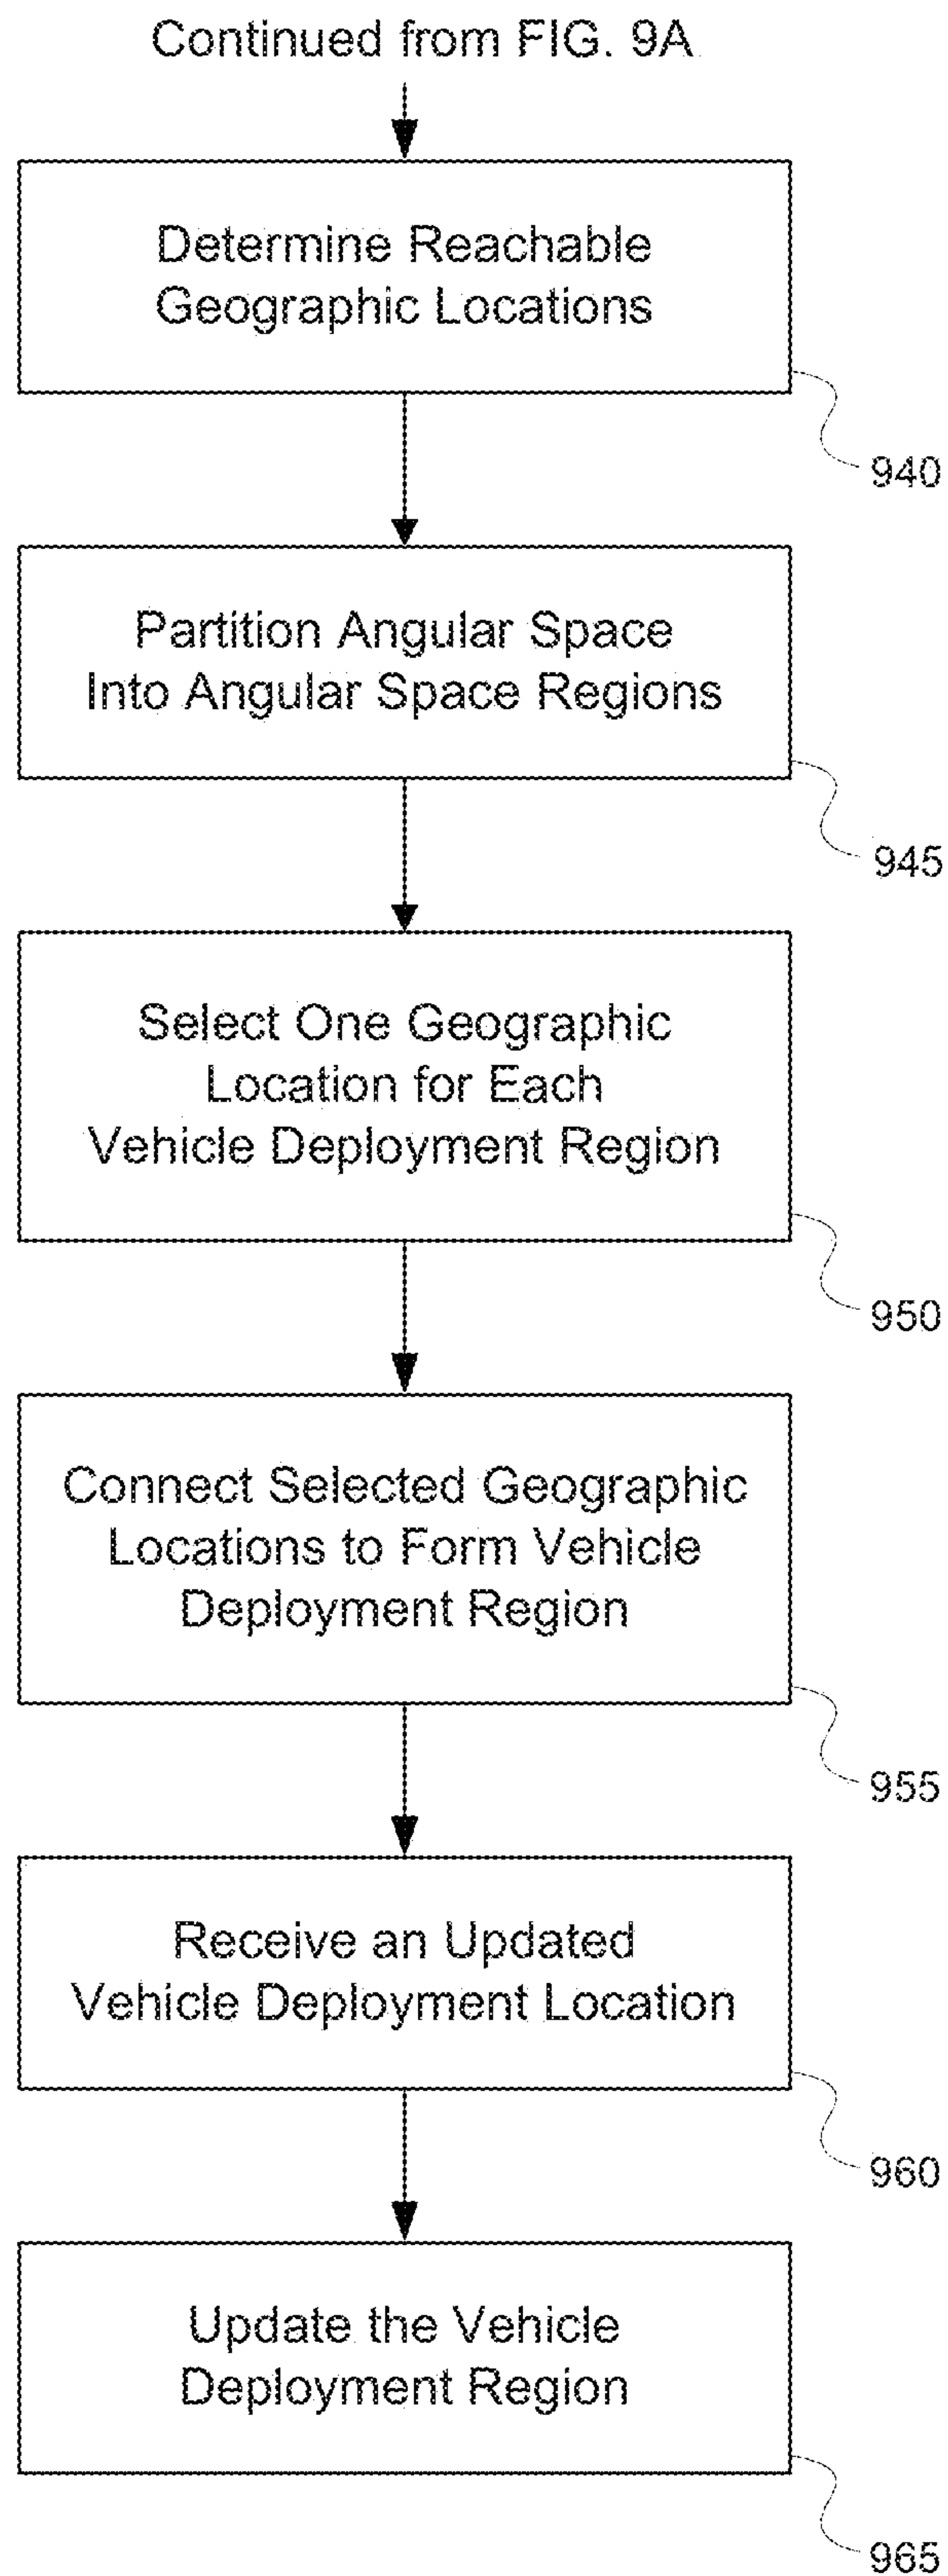 Continued from FIG. 9A
Determine Reachable
Geographic Locations
940
Partition Angular Space
Into Angular Space Regions
945
Select One Geographic
Location for Each
Vehicle Deployment Region
950
Connect Selected Geographic
Locations to Form Vehicle
Deployment Region
955
Receive an Updated
Vehicle Deployment Location
960
Update the Vehicle
Deployment Region
965